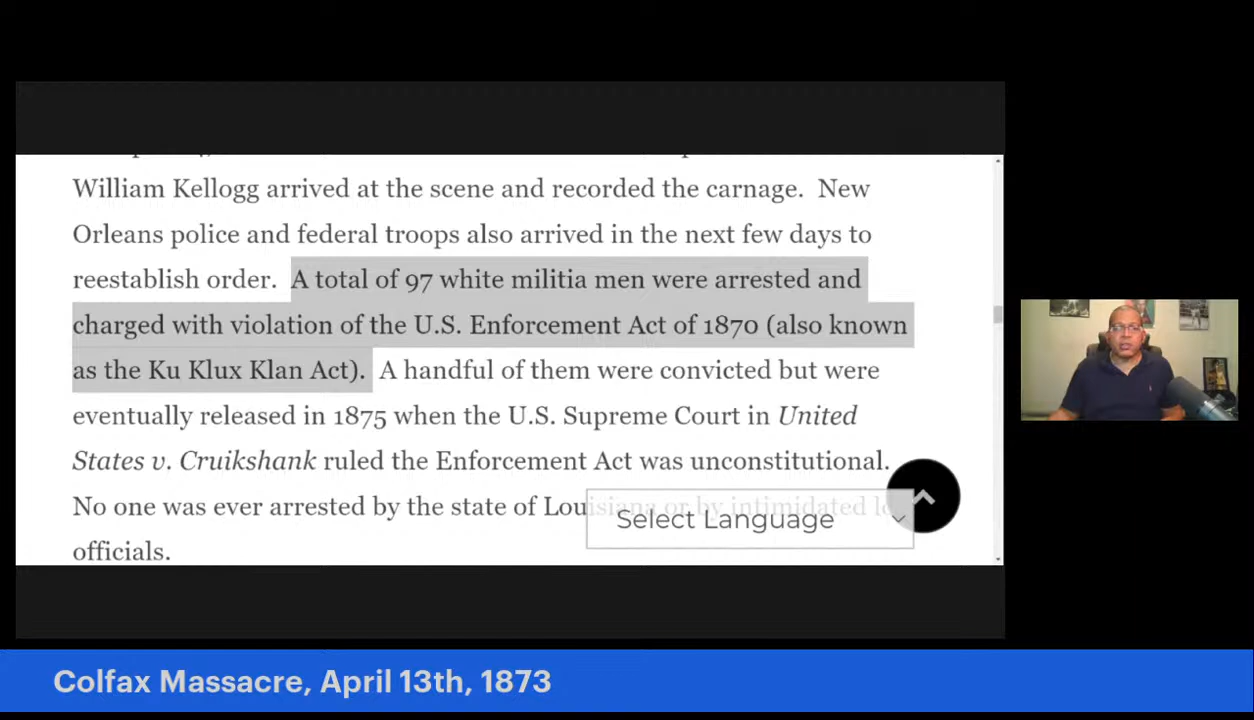 William Kellogg arrived at the scene and recorded the carnage.  New
Orleans police and federal troops also arrived in the next few days to
reestablish order.  A total of 97 white militia men were arrested and
charged with violation of the U.S. Enforcement Act of 1870 (also known
as the Ku Klux Klan Act).  A handful of them were convicted but were
eventually released in 1875 when the U.S. Supreme Court in United
States v. Cruikshank ruled the Enforcement Act was unconstitutional.
No one was ever arrested by the state of Louisiana or by intimidated
officials.
Select Language
Colfax Massacre, April 13th, 1873